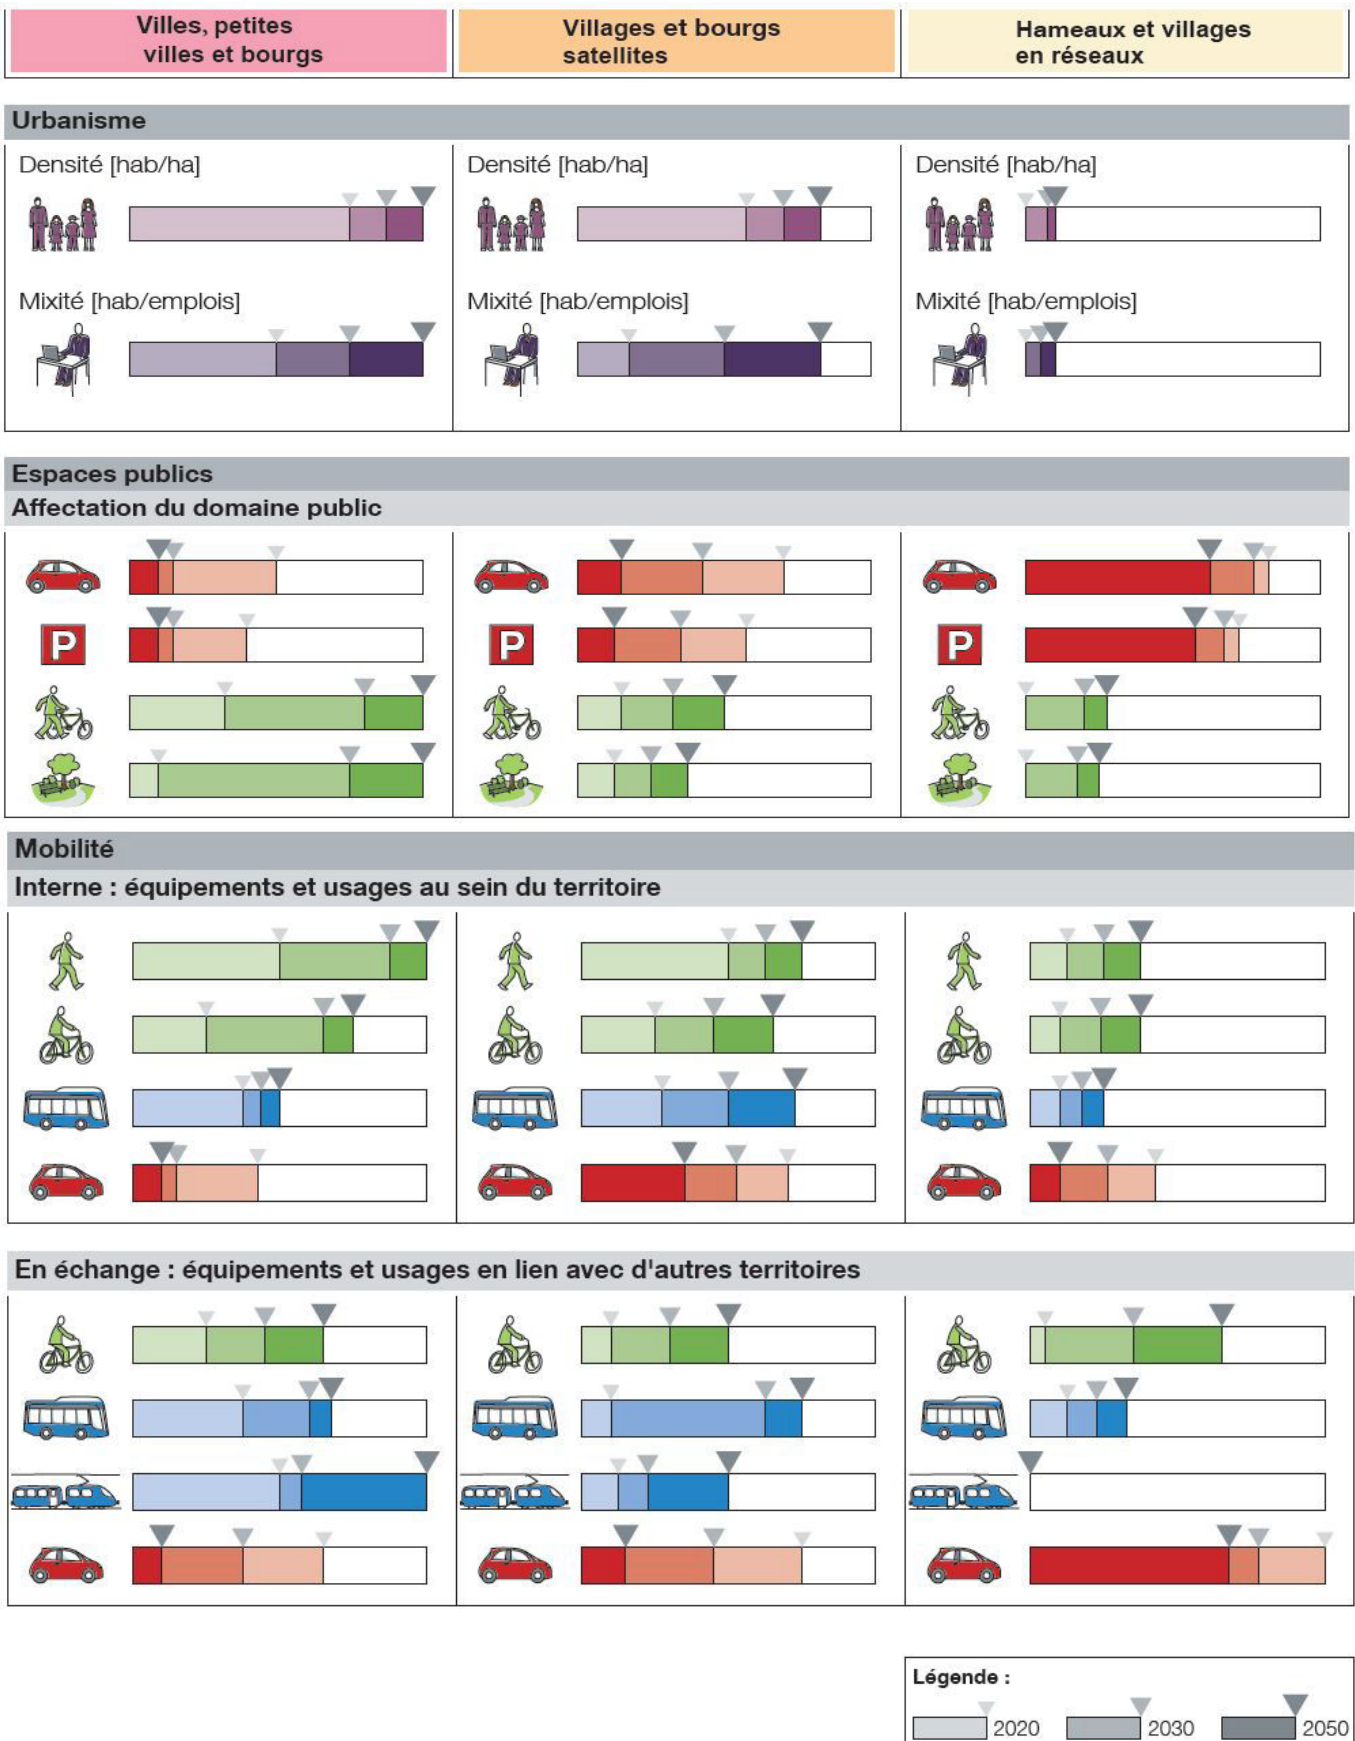 Villes, petites
villes et bourgs
Villages et bourgs
satellites
Hameaux et villages
en réseaux
Urbanisme
Densité [hab/ha]
Densité [hab/ha]
Densité [hab/ha]
Mixité [hab/emplois]
Mixité [hab/emplois]
Mixité [hab/emplois]
Espaces publics
Affectation du domaine public
P
P
P
Mobilité
Interne : équipements et usages au sein du territoire
En échange : équipements et usages en lien avec d'autres territoires
Légende :
2020
2030
2050